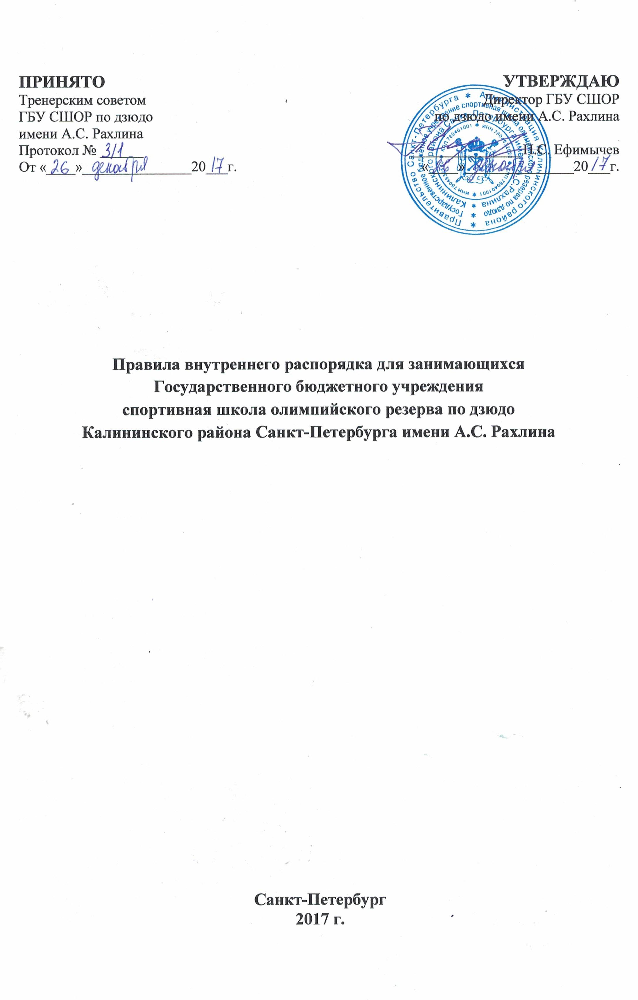 ПРИНЯТО
Тренерским советом
ГБУ СШОР по дзюдо
имени А.С. Рахлина
Протокол № 3/1
От «26» декабря 2017 г.
УТВЕРЖДАЮ
Директор ГБУ СШОР
по дзюдо имени А.С. Рахлина
П.С. Ефимычев
«26» декабря 2017 г.
Правительство Санкт-Петербурга * Администрация Калининского района *
Государственное бюджетное учреждение спортивная школа олимпийского резерва по дзюдо *
Калининского района Санкт-Петербурга имени А.С.Рахлина *
КПП 780401001 * ИНН 7804532522 * КПП 780401001 * ИНН
Правила внутреннего распорядка для занимающихся
Государственного бюджетного учреждения
спортивная школа олимпийского резерва по дзюдо
Калининского района Санкт-Петербурга имени А.С. Рахлина
Санкт-Петербург
2017 г.